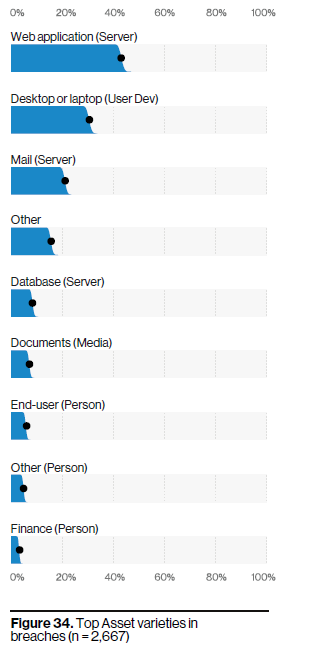 0% 20% 40% 60% 80% 100%
Web application (Server)
Desktop or laptop (User Dev)
Mail (Server)
Other
Database (Server)
Documents (Media)
End-user (Person)
Other (Person)
Finance (Person)
0% 20% 40% 60% 80% 100%
Figure 34. Top Asset varieties in
breaches (n = 2,667)